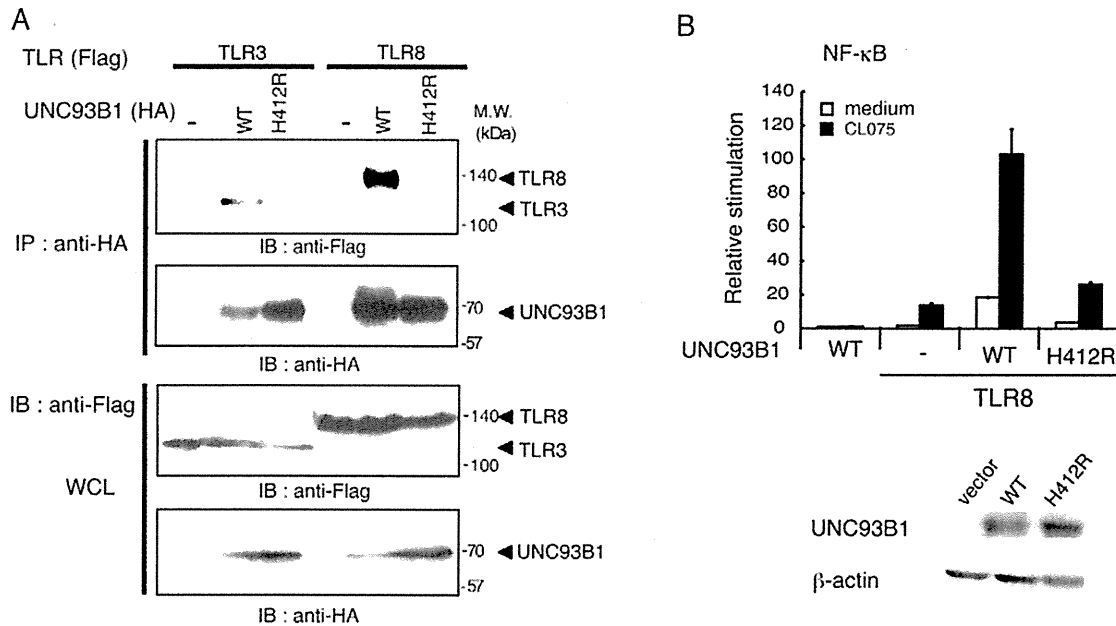 A
TLR (Flag)
TLR3
TLR8
UNC93B1 (HA)
-
WT
H412R
-
WT
H412R
M.W.
(kDa)
IP : anti-HA
-140
TLR8
TLR3
-100
IB : anti-Flag
-70
UNC93B1
-57
IB : anti-HA
IB : anti-Flag
WCL
-140
TLR8
TLR3
-100
IB : anti-Flag
-70
UNC93B1
-57
IB : anti-HA
B
NF-κB
Relative stimulation
140
120
100
80
60
40
20
0
medium
CL075
UNC93B1
WT
-
WT
H412R
TLR8
vector
WT
H412R
UNC93B1
β-actin